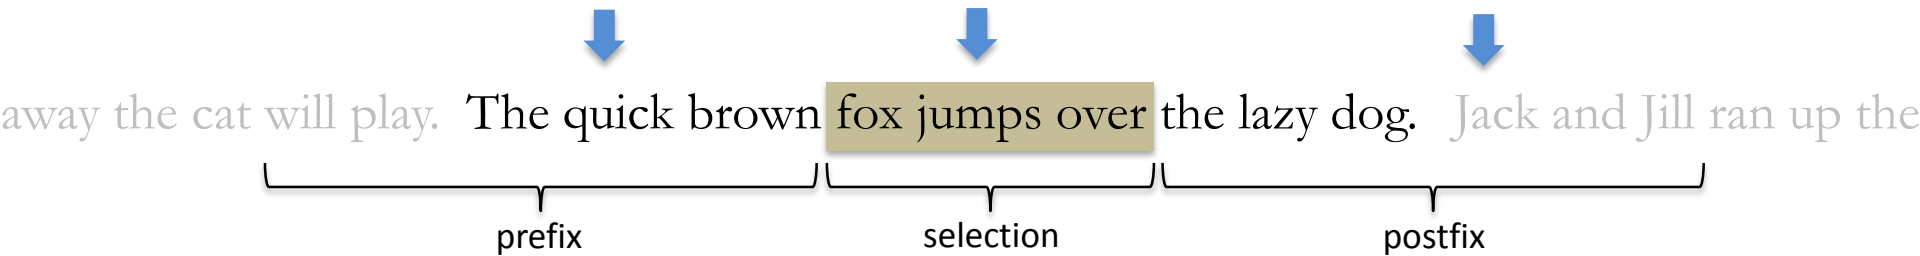 away the cat will play. The quick brown fox jumps over the lazy dog. Jack and Jill ran up the
prefix selection postfix